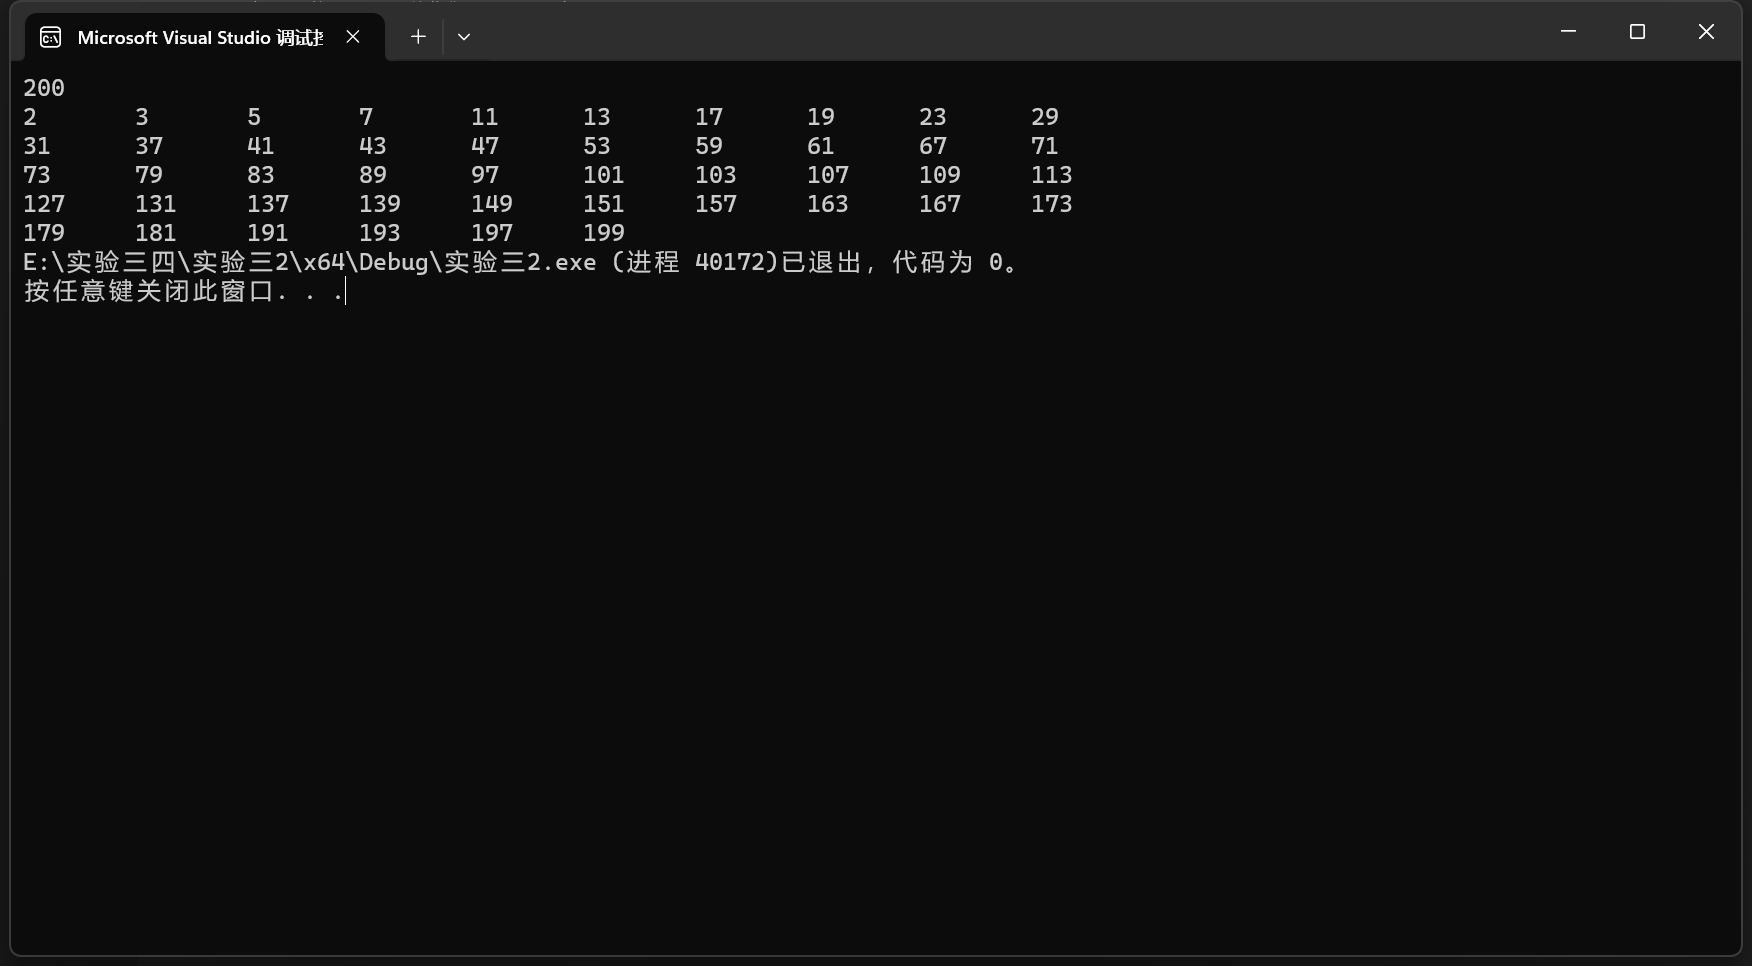 Microsoft Visual Studio 调试
200
2 3 5 7 11 13 17 19 23 29
31 37 41 43 47 53 59 61 67 71
73 79 83 89 97 101 103 107 109 113
127 131 137 139 149 151 157 163 167 173
179 181 191 193 197 199
E:\实验三四\实验三2\x64\Debug\实验三2.exe (进程 40172)已退出，代码为 0。
按任意键关闭此窗口. . .